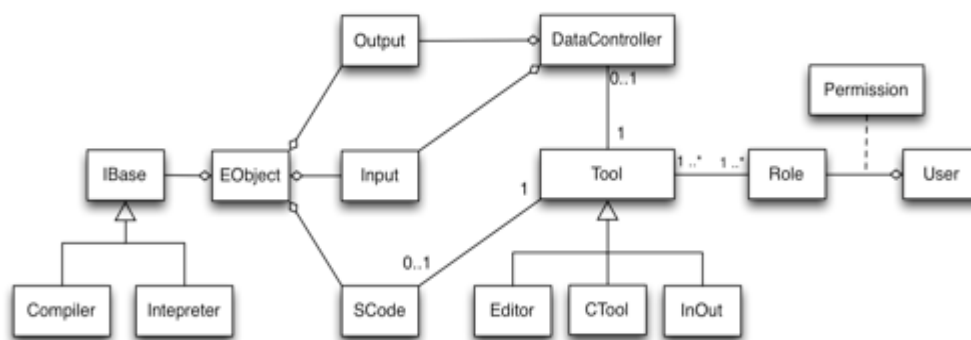 Output
DataController
0..1
Permission
IBase
EObject
Input
1
Tool
1 ..*
1..*
Role
User
1
0..1
Compiler
Intepreter
SCode
Editor
CTool
InOut